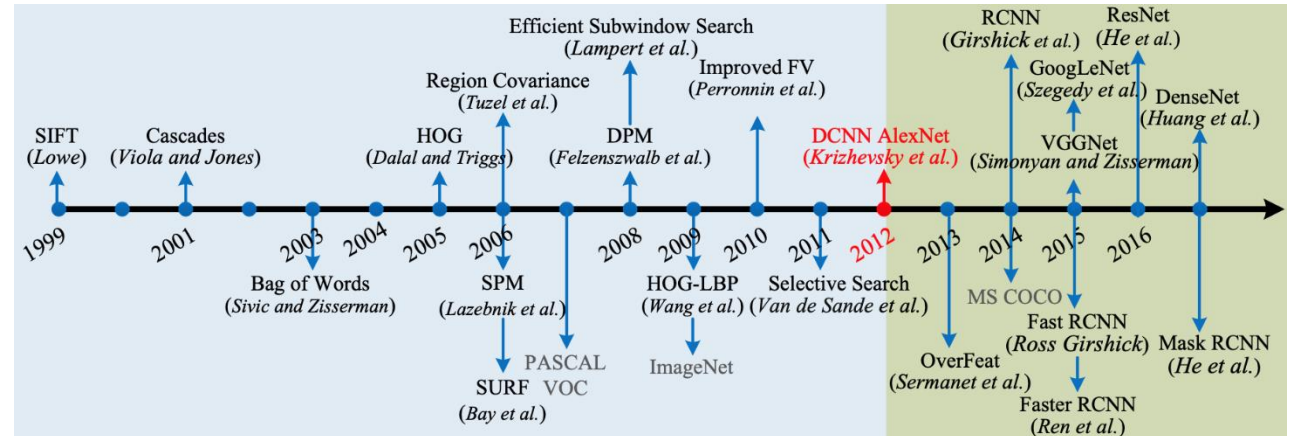 Efficient Subwindow Search
(Lampert et al.)
RCNN
(Girshick et al.)
ResNet
(He et al.)
Region Covariance
(Tuzel et al.)
Improved FV
(Perronnin et al.)
GoogLeNet
(Szegedy et al.)
DenseNet
(Huang et al.)
SIFT
(Lowe)
Cascades
(Viola and Jones)
HOG
(Dalal and Triggs)
DPM
(Felzenszwalb et al.)
DCNN AlexNet
(Krizhevsky et al.)
VGGNet
(Simonyan and Zisserman)
1999
2001
2003
2004
2005
2006
2008
2009
2010
2011
2012
2013
2014
2015
2016
Bag of Words
(Sivic and Zisserman)
SPM
(Lazebnik et al.)
HOG-LBP
(Wang et al.)
Selective Search
(Van de Sande et al.)
MS COCO
Fast RCNN
(Ross Girshick)
PASCAL
VOC
ImageNet
OverFeat
(Sermanet et al.)
Mask RCNN
(He et al.)
SURF
(Bay et al.)
Faster RCNN
(Ren et al.)